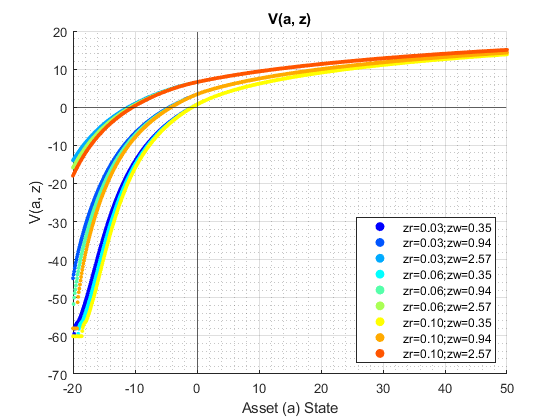 V(a, z)
20
10
0
-10
-20
-30
-40
-50
-60
-70
V(a, z)
zr=0.03;zw=0.35
zr=0.03;zw=0.94
zr=0.03;zw=2.57
zr=0.06;zw=0.35
zr=0.06;zw=0.94
zr=0.06;zw=2.57
zr=0.10;zw=0.35
zr=0.10;zw=0.94
zr=0.10;zw=2.57
-20 -10 0 10 20 30 40 50
Asset (a) State